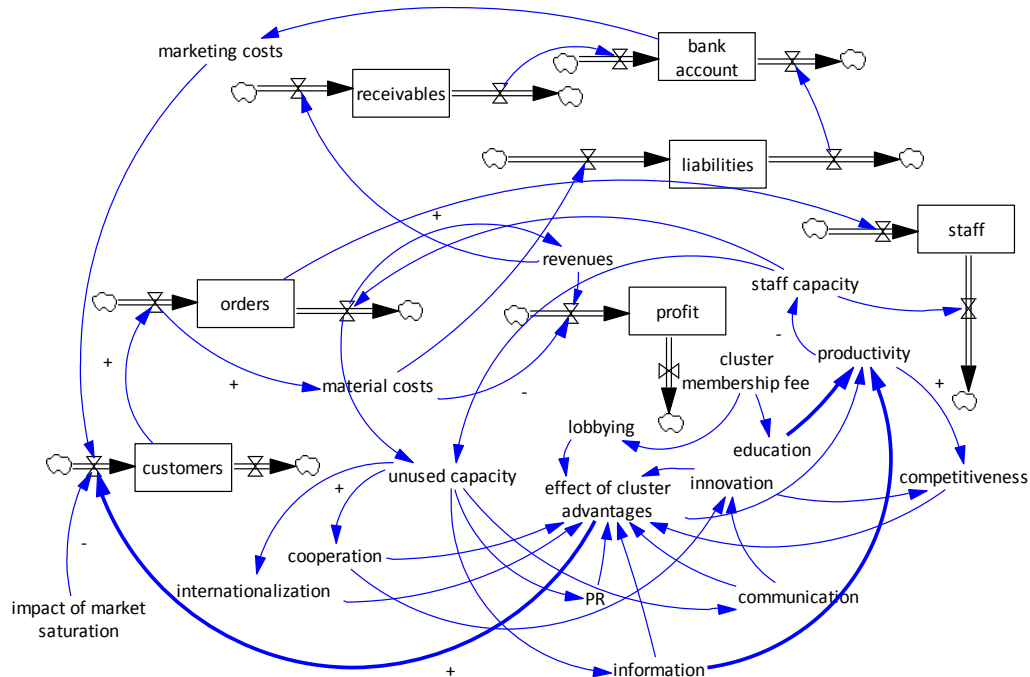 marketing costs
bank
account
receivables
liabilities
staff
+
revenues
staff capacity
orders
profit
-
productivity
+
+
material costs
-
cluster
membership fee
+
lobbying
education
customers
unused capacity
+
effect of cluster
advantages
innovation
competitiveness
-
cooperation
internationalization
PR
communication
impact of market
saturation
+
information